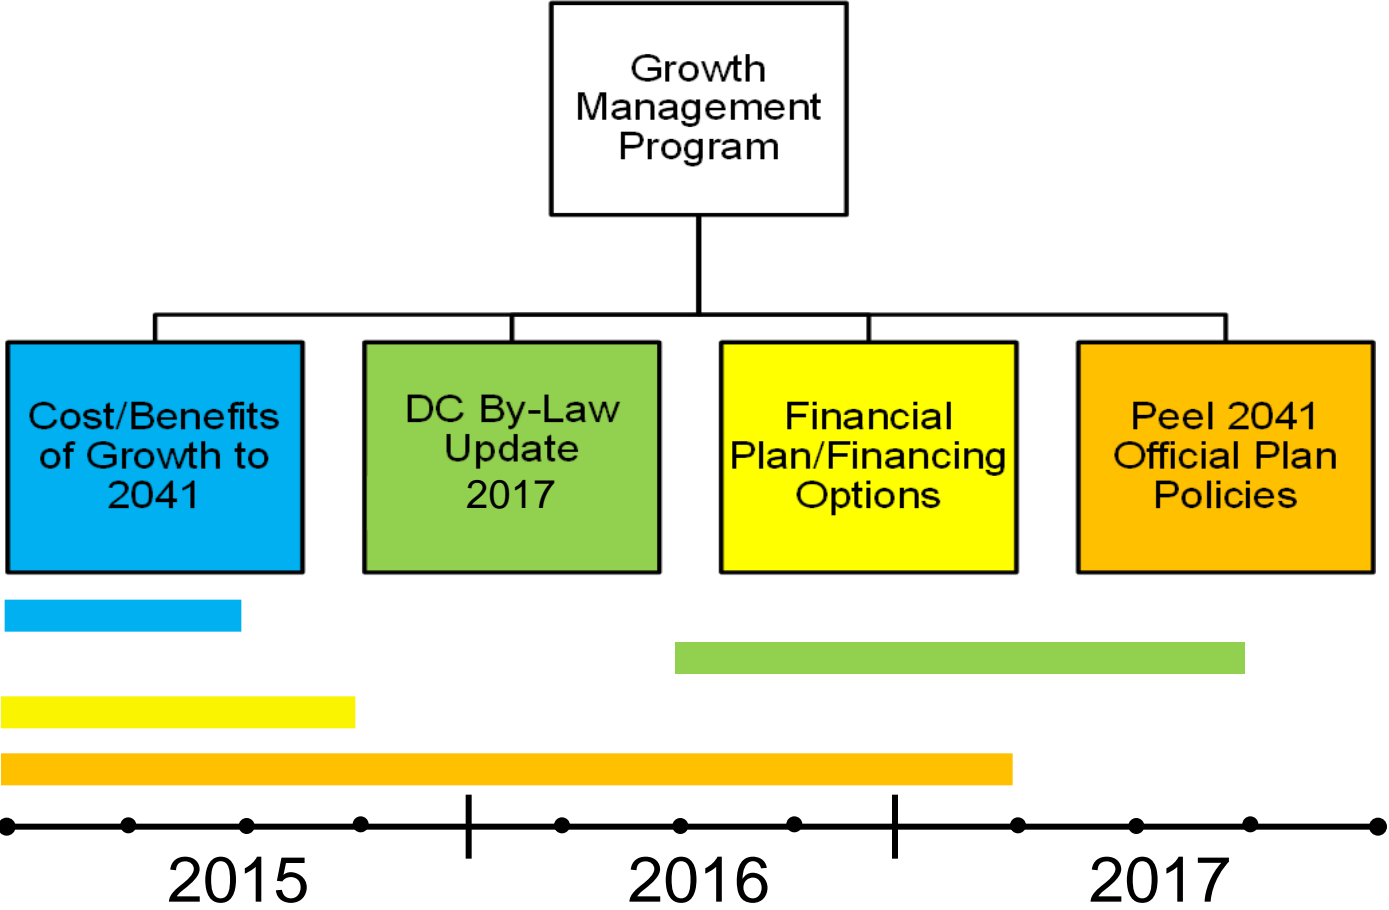 Growth
Management
Program
Cost/Benefits
of Growth to
2041
DC By-Law
Update
2017
Financial
Plan/Financing
Options
Peel 2041
Official Plan
Policies
2015
2016
2017